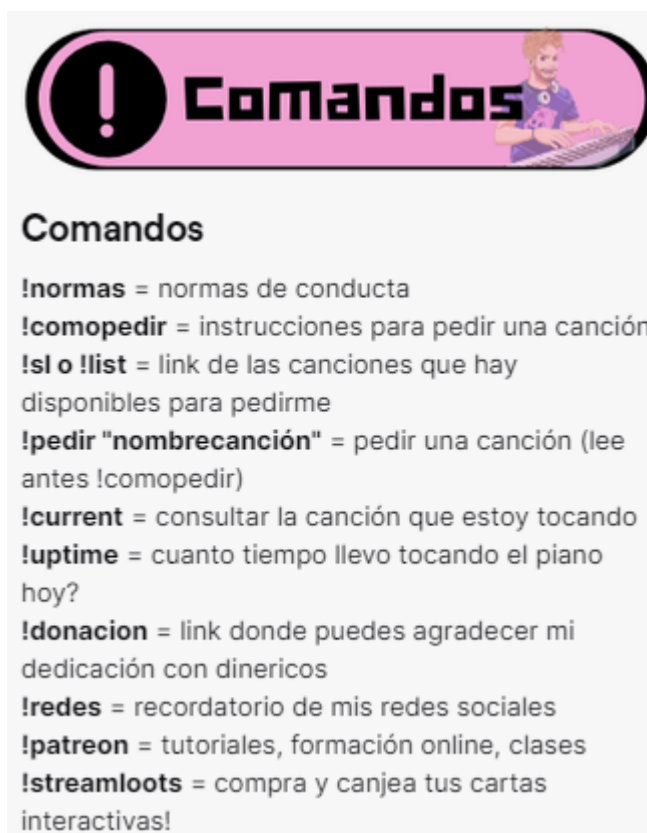 ! Comandos
Comandos
!normas = normas de conducta
!comopedir = instrucciones para pedir una canción
!sl o !list = link de las canciones que hay
disponibles para pedirme
!pedir "nombrecanción" = pedir una canción (lee
antes !comopedir)
!current = consultar la canción que estoy tocando
!uptime = cuanto tiempo llevo tocando el piano
hoy?
!donacion = link donde puedes agradecer mi
dedicación con dinericos
!redes = recordatorio de mis redes sociales
!patreon = tutoriales, formación online, clases
!streamloots = compra y canjea tus cartas
interactivas!